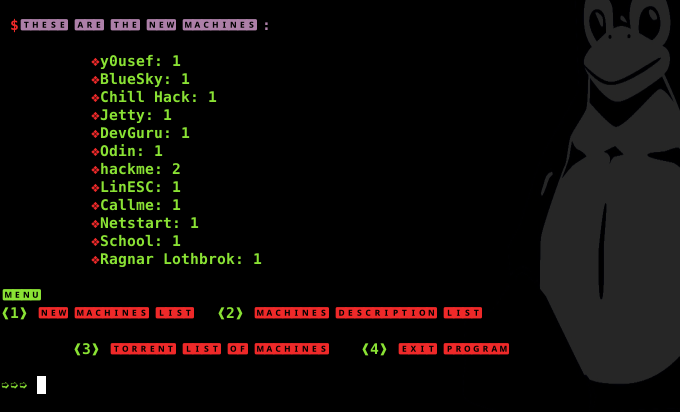 $ THESE ARE THE NEW MACHINES :
❖y0usef: 1
❖BlueSky: 1
❖Chill Hack: 1
❖Jetty: 1
❖DevGuru: 1
❖Odin: 1
❖hackme: 2
❖LinESC: 1
❖Callme: 1
❖Netstart: 1
❖School: 1
❖Ragnar Lothbrok: 1
MENU
❰1❱ NEW MACHINES LIST ❰2❱ MACHINES DESCRIPTION LIST
❰3❱ TORRENT LIST OF MACHINES ❰4❱ EXIT PROGRAM
➭➭➭